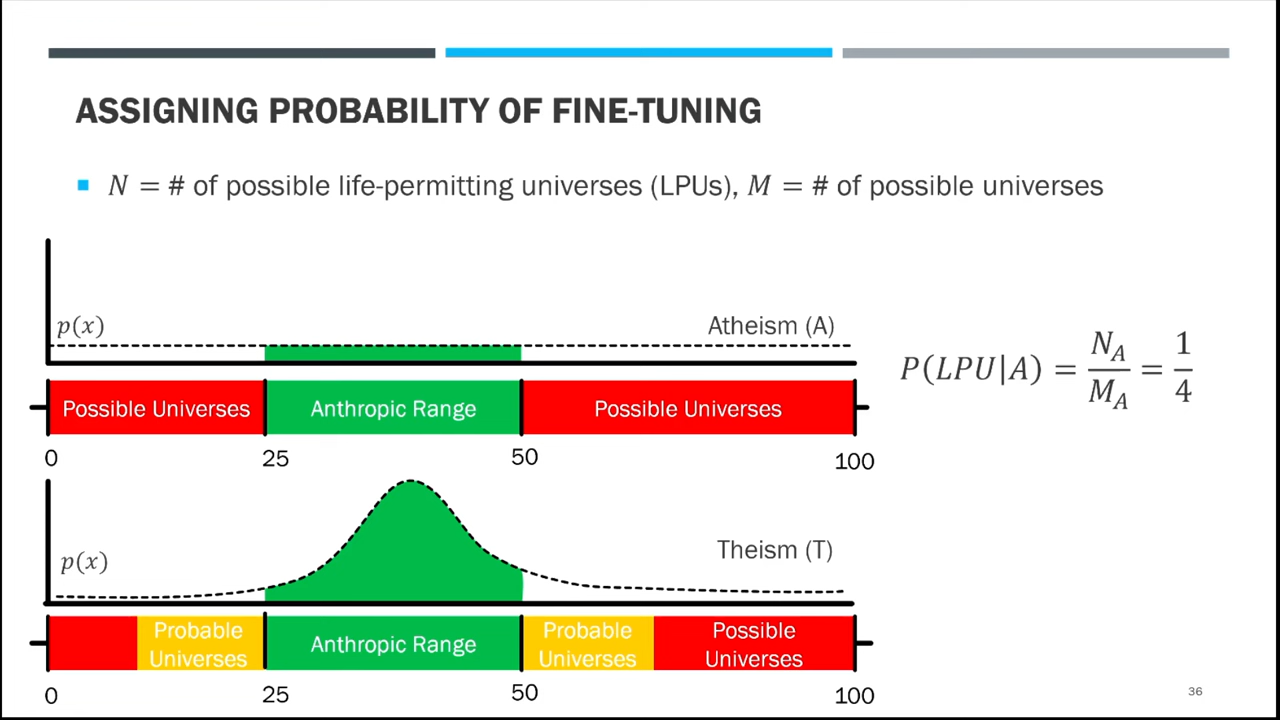 ASSIGNING PROBABILITY OF FINE-TUNING
N = # of possible life-permitting universes (LPUs), M = # of possible universes
p(x)
Atheism (A)
P(LPU|A) = N_A / M_A = 1/4
Possible Universes
Anthropic Range
Possible Universes
0
25
50
100
p(x)
Theism (T)
Probable
Universes
Anthropic Range
Probable
Universes
Possible
Universes
0
25
50
100
36